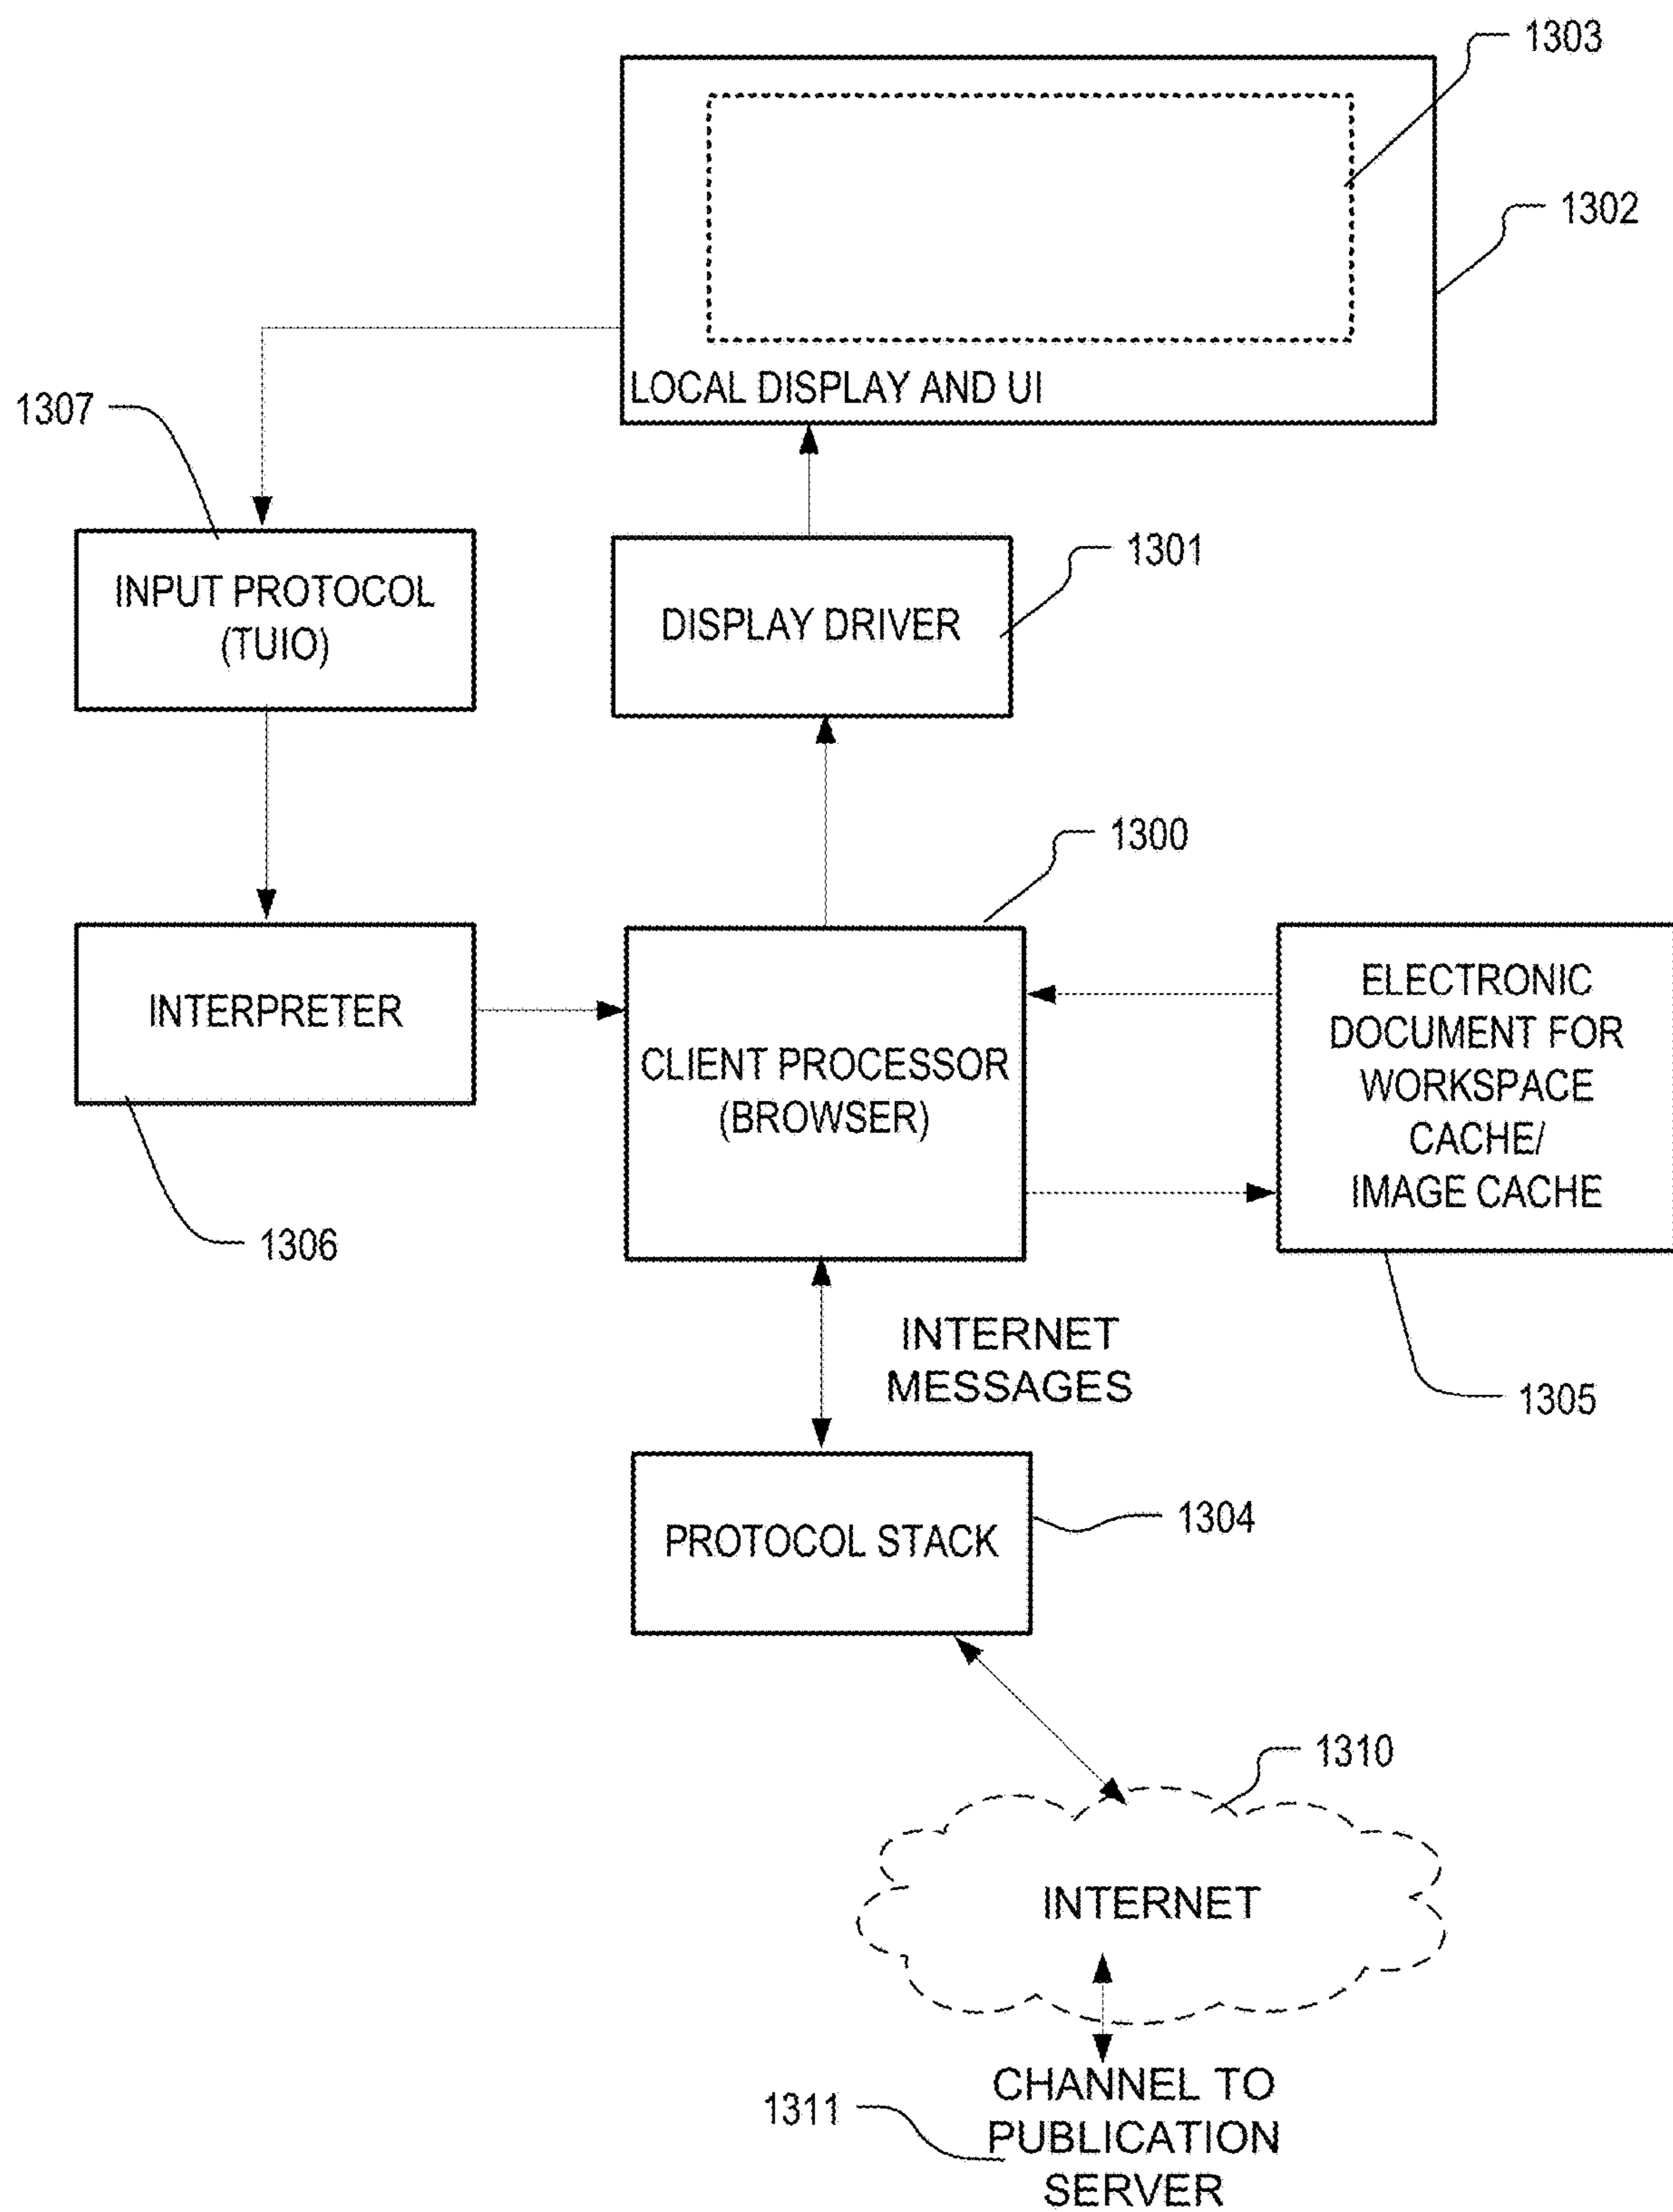 1303
1302
LOCAL DISPLAY AND UI
1307
INPUT PROTOCOL
(TUIO)
1301
DISPLAY DRIVER
1300
INTERPRETER
CLIENT PROCESSOR
(BROWSER)
ELECTRONIC
DOCUMENT FOR
WORKSPACE
CACHE/
IMAGE CACHE
1306
INTERNET
MESSAGES
1305
PROTOCOL STACK
1304
1310
INTERNET
1311
CHANNEL TO
PUBLICATION
SERVER